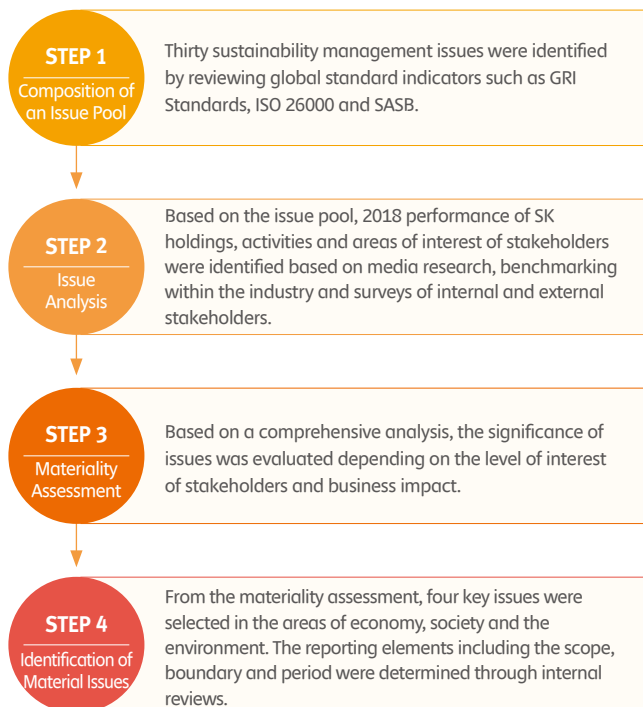 STEP 1
Composition of
an Issue Pool
Thirty sustainability management issues were identified
by reviewing global standard indicators such as GRI
Standards, ISO 26000 and SASB.
STEP 2
Issue
Analysis
Based on the issue pool, 2018 performance of SK
holdings, activities and areas of interest of stakeholders
were identified based on media research, benchmarking
within the industry and surveys of internal and external
stakeholders.
STEP 3
Materiality
Assessment
Based on a comprehensive analysis, the significance of
issues was evaluated depending on the level of interest
of stakeholders and business impact.
STEP 4
Identification of
Material Issues
From the materiality assessment, four key issues were
selected in the areas of economy, society and the
environment. The reporting elements including the scope,
boundary and period were determined through internal
reviews.